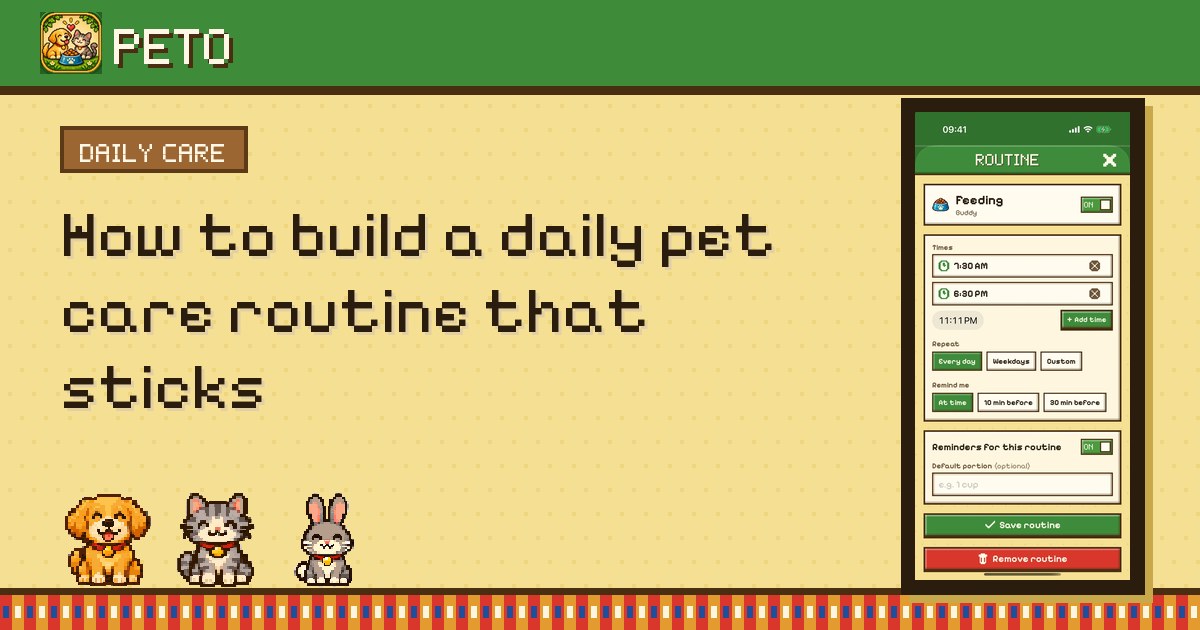 PETO
DAILY CARE
How to build a daily pet
care routine that
sticks
09:41
ROUTINE
Feeding
Buddy
ON
Times
7:30 AM
6:30 PM
11:11 PM
+ Add time
Repeat
Every day Weekdays Custom
Remind me
At time 10 min before 30 min before
Reminders for this routine
ON
Default portion (optional)
e.g. 1 cup
Save routine
Remove routine